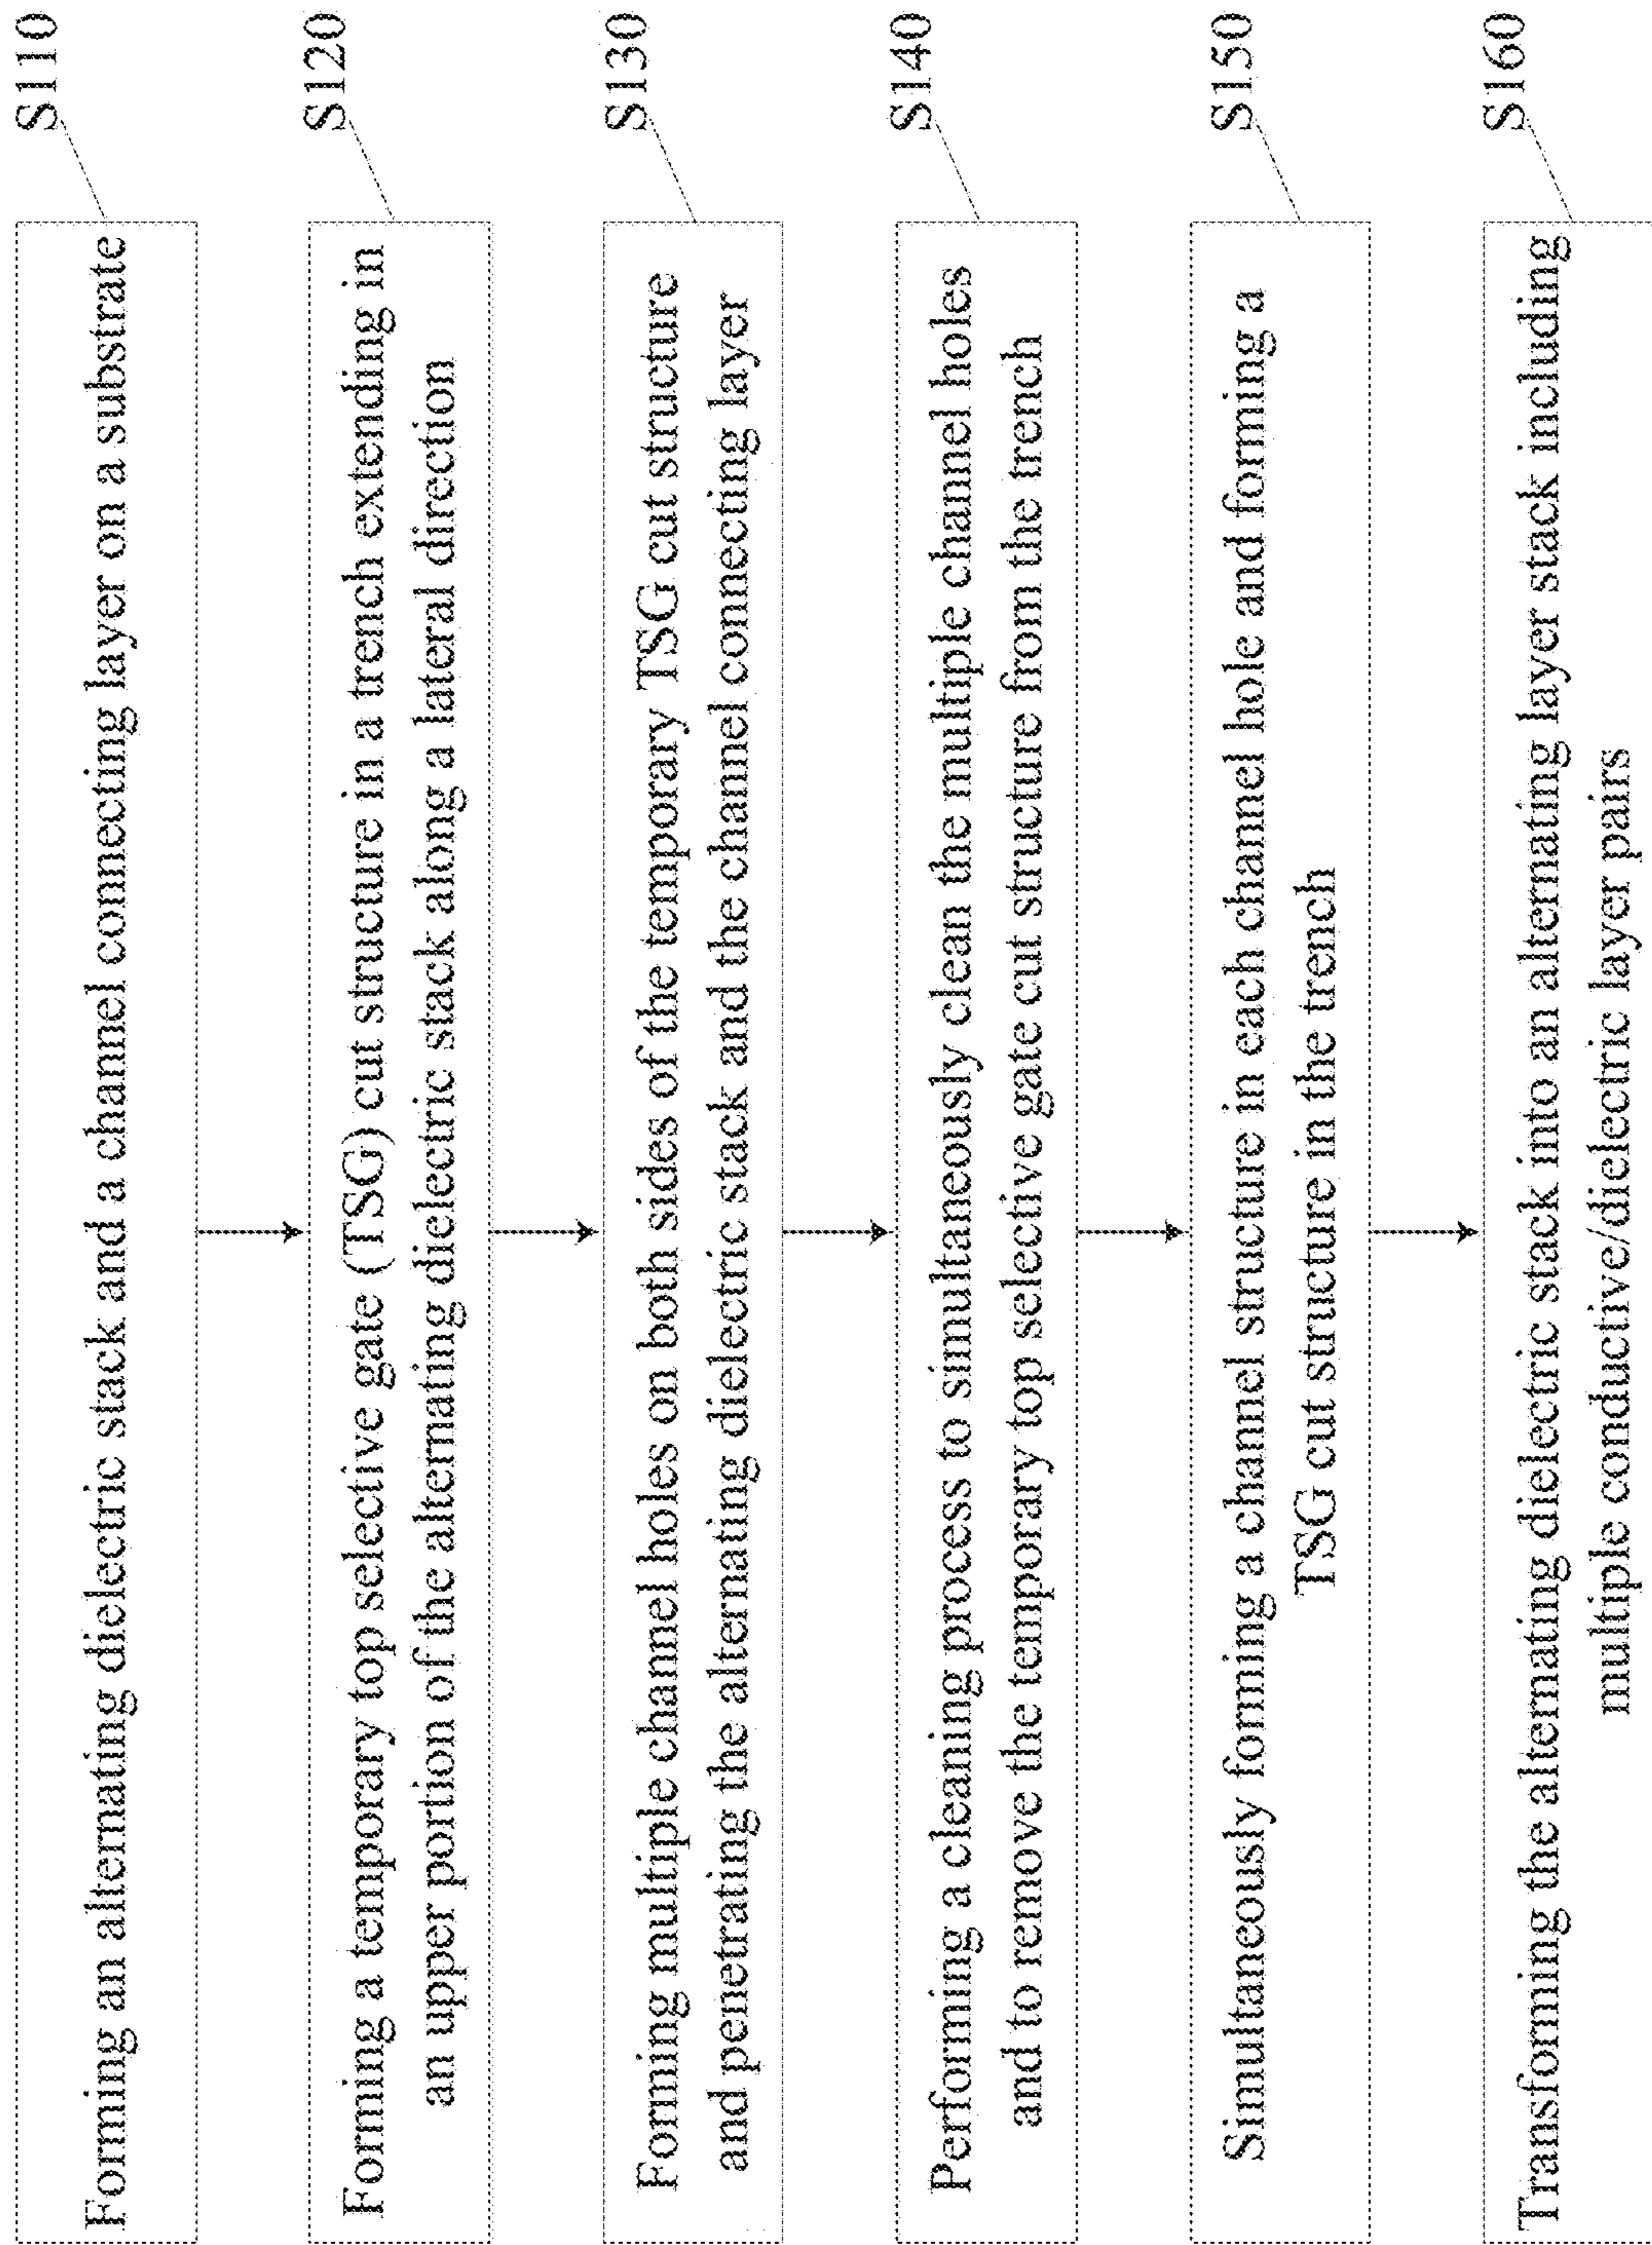 S110
Forming an alternating dielectric stack and a channel connecting layer on a substrate
S120
Forming a temporary top selective gate (TSG) cut structure in a trench extending in
an upper portion of the alternating dielectric stack along a lateral direction
S130
Forming multiple channel holes on both sides of the temporary TSG cut structure
and penetrating the alternating dielectric stack and the channel connecting layer
S140
Performing a cleaning process to simultaneously clean the multiple channel holes
and to remove the temporary top selective gate cut structure from the trench
S150
Simultaneously forming a channel structure in each channel hole and forming a
TSG cut structure in the trench
S160
Transforming the alternating dielectric stack into an alternating layer stack including
multiple conductive/dielectric layer pairs